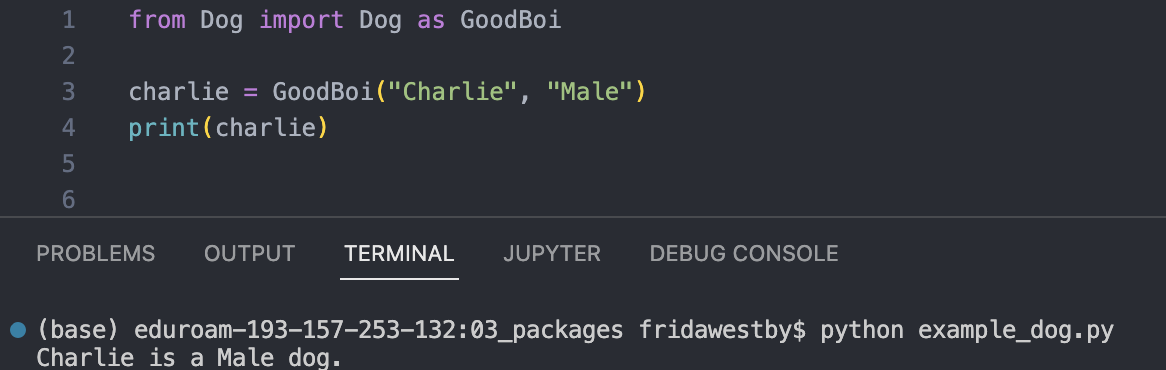 1 from Dog import Dog as GoodBoi
2
3 charlie = GoodBoi("Charlie", "Male")
4 print(charlie)
5
6
PROBLEMS OUTPUT TERMINAL JUPYTER DEBUG CONSOLE
(base) eduroam-193-157-253-132:03_packages fridawestby$ python example_dog.py
Charlie is a Male dog.